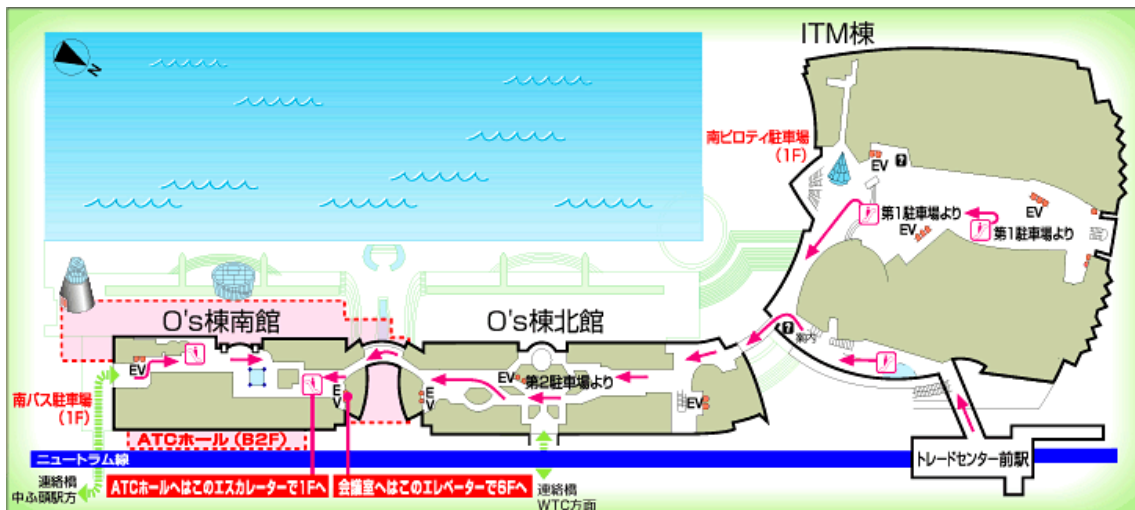 ITM棟
N
南ピロティ駐車場
(1F)
EV
?
第1駐車場より
EV
第1駐車場より
EV
O's棟南館
O's棟北館
?
案内
EV
EV
EV
第2駐車場より
EV
EV
EV
南バス駐車場
(1F)
ATCホール(B2F)
ニュートラム線
トレードセンター前駅
連絡橋
中ふ頭駅方
ATCホールへはこのエスカレーターで1Fへ
会議室へはこのエレベーターで6Fへ
連絡橋
WTC方面